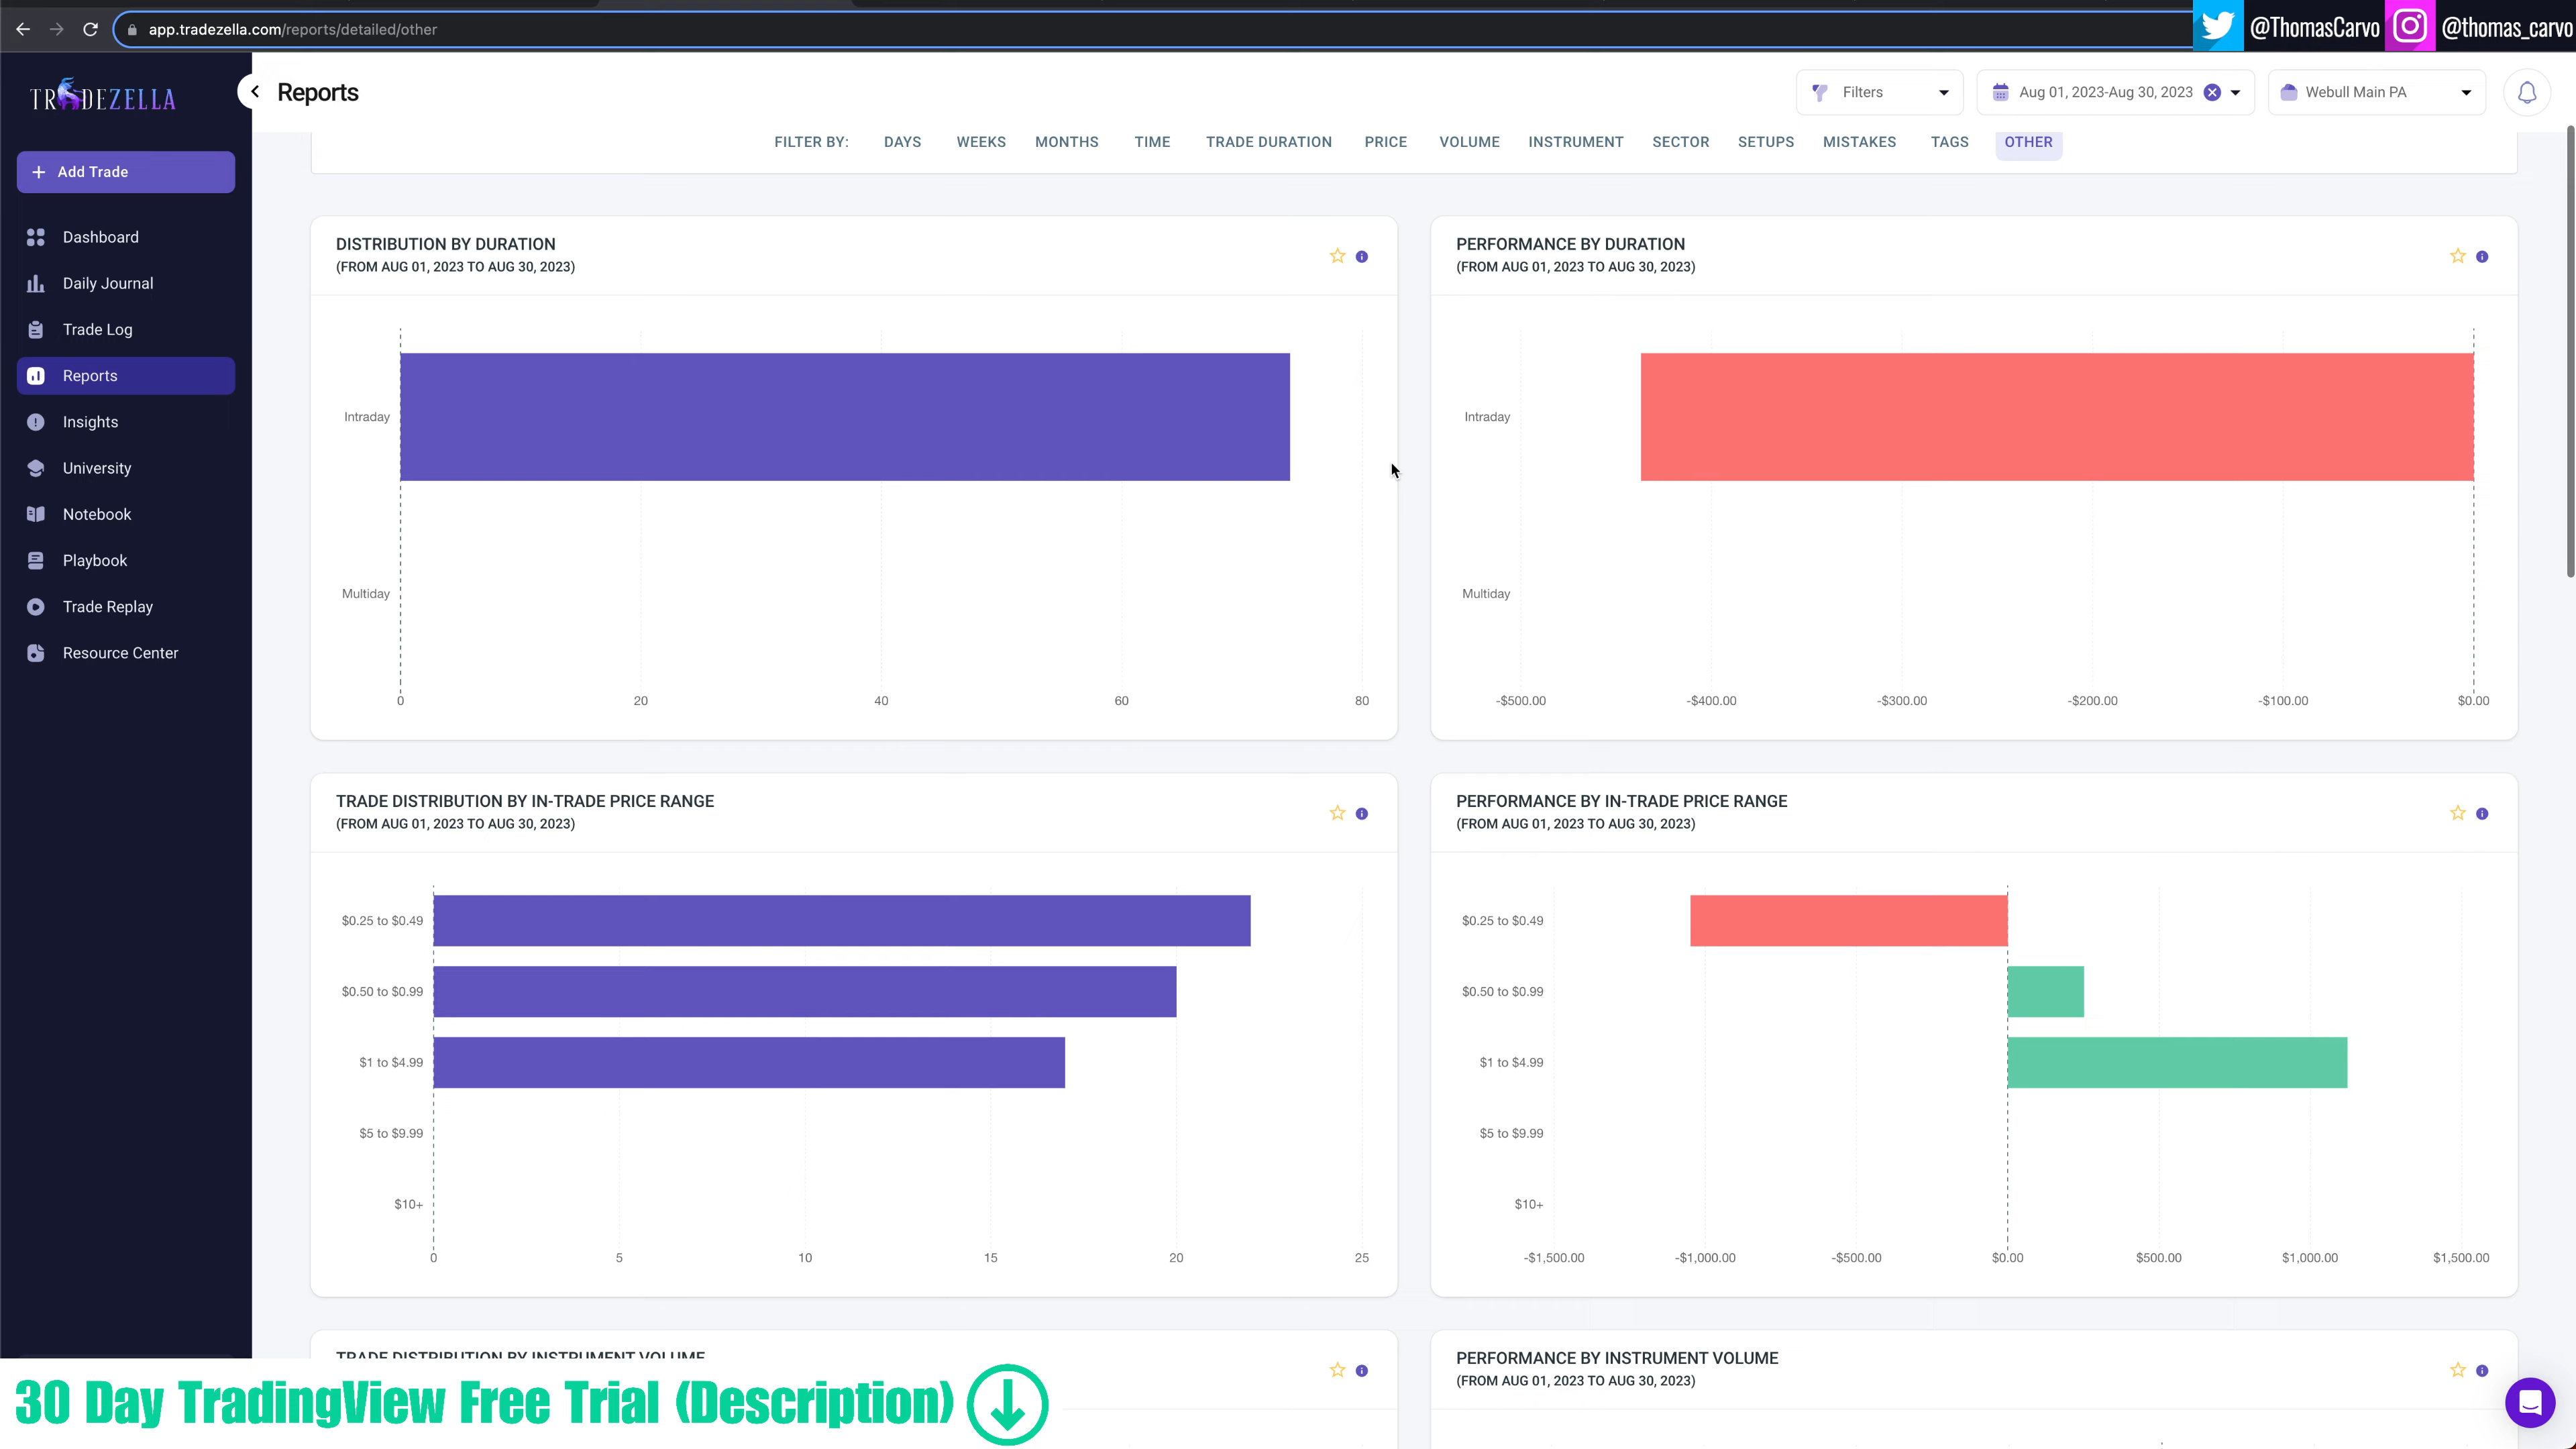 app.tradezella.com/reports/detailed/other
@ThomasCarvo
@thomas_carvo
TRADEZELLA
Reports
Filters
Aug 01, 2023-Aug 30, 2023
Webull Main PA
Add Trade
Dashboard
Daily Journal
Trade Log
Reports
Insights
University
Notebook
Playbook
Trade Replay
Resource Center
FILTER BY: DAYS WEEKS MONTHS TIME TRADE DURATION PRICE VOLUME INSTRUMENT SECTOR SETUPS MISTAKES TAGS OTHER
DISTRIBUTION BY DURATION
(FROM AUG 01, 2023 TO AUG 30, 2023)
Intraday
Multiday
0 20 40 60 80
PERFORMANCE BY DURATION
(FROM AUG 01, 2023 TO AUG 30, 2023)
Intraday
Multiday
-$500.00 -$400.00 -$300.00 -$200.00 -$100.00 $0.00
TRADE DISTRIBUTION BY IN-TRADE PRICE RANGE
(FROM AUG 01, 2023 TO AUG 30, 2023)
$0.25 to $0.49
$0.50 to $0.99
$1 to $4.99
$5 to $9.99
$10+
0 5 10 15 20 25
PERFORMANCE BY IN-TRADE PRICE RANGE
(FROM AUG 01, 2023 TO AUG 30, 2023)
$0.25 to $0.49
$0.50 to $0.99
$1 to $4.99
$5 to $9.99
$10+
-$1,500.00 -$1,000.00 -$500.00 $0.00 $500.00 $1,000.00 $1,500.00
TRADE DISTRIBUTION BY INSTRUMENT VOLUME
PERFORMANCE BY INSTRUMENT VOLUME
(FROM AUG 01, 2023 TO AUG 30, 2023)
30 Day TradingView Free Trial (Description)